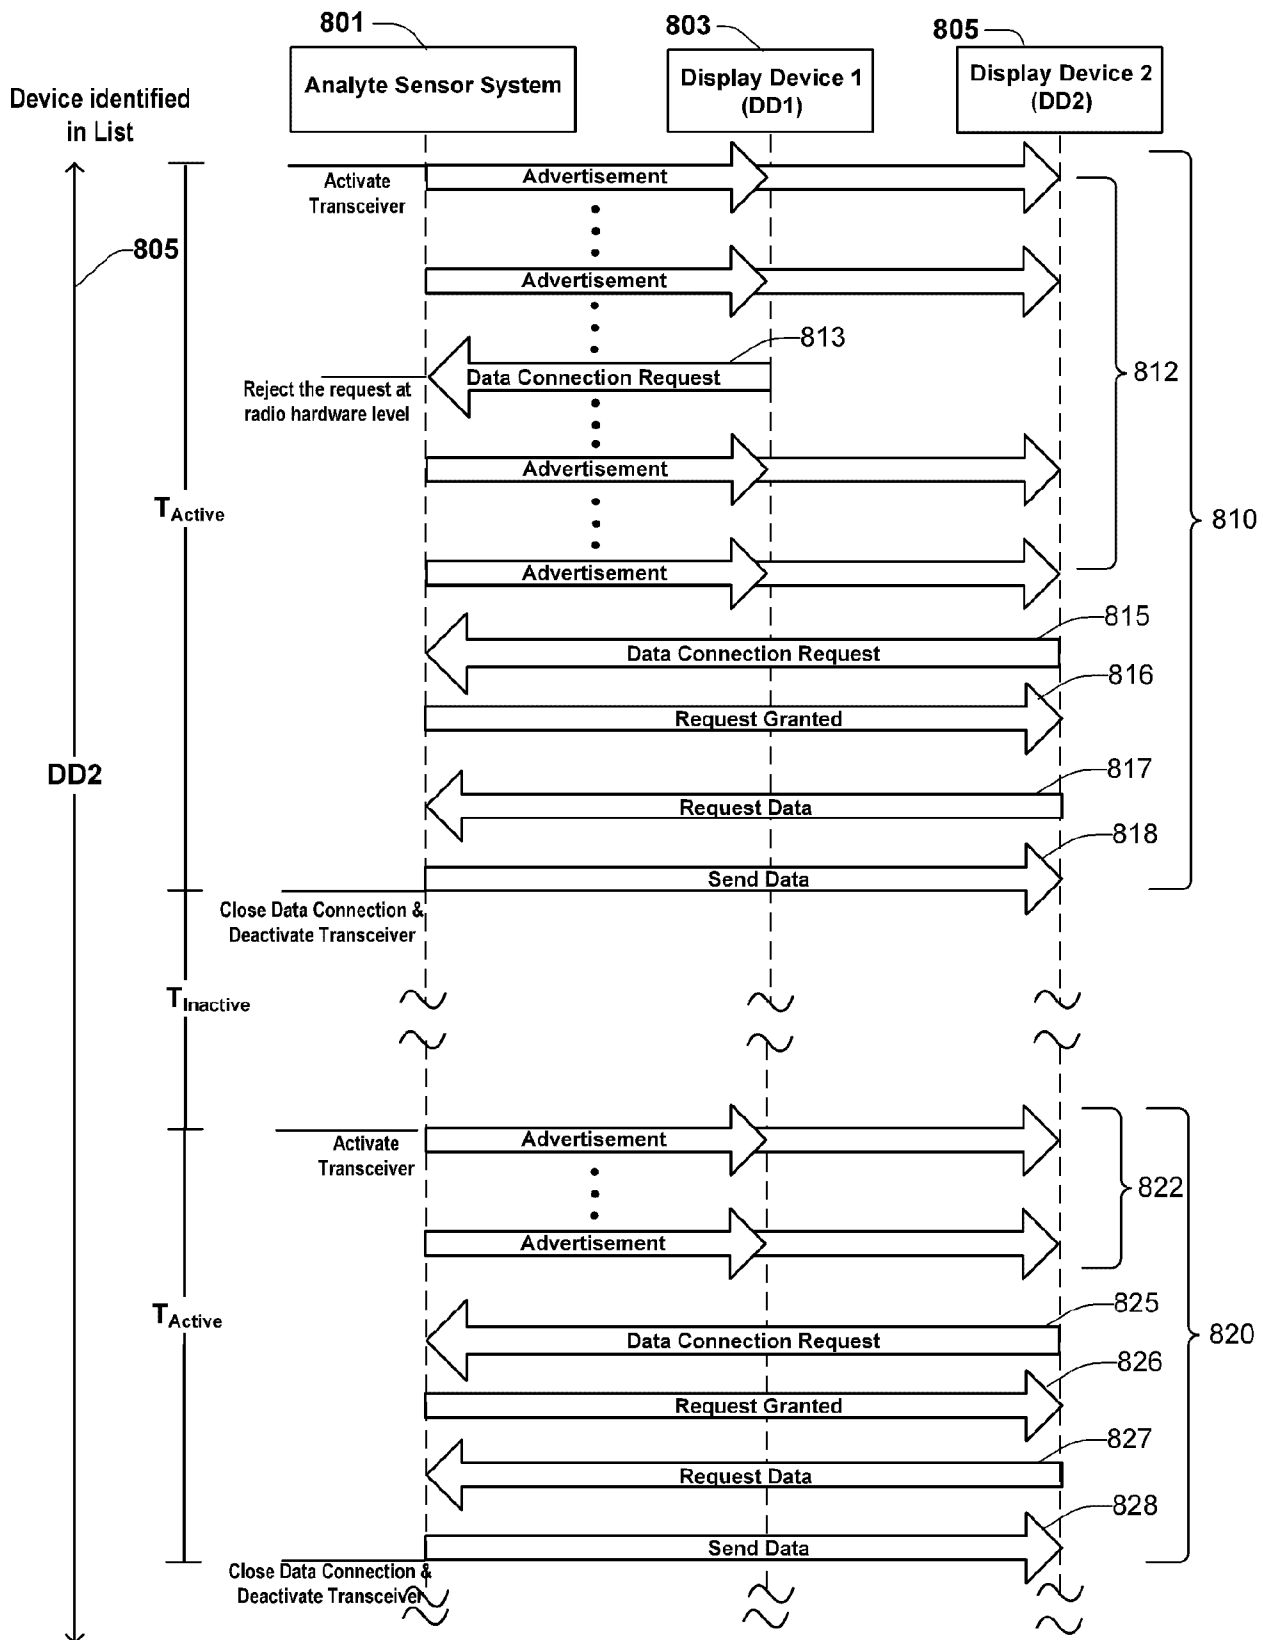 801
803
805
Analyte Sensor System
Display Device 1
(DD1)
Display Device 2
(DD2)
Device identified
in List
Activate
Transceiver
Advertisement
805
Advertisement
813
Data Connection Request
Reject the request at
radio hardware level
812
Advertisement
TActive
810
Advertisement
815
Data Connection Request
816
Request Granted
DD2
817
Request Data
818
Send Data
Close Data Connection &
Deactivate Transceiver
TInactive
Activate
Transceiver
Advertisement
822
Advertisement
TActive
825
Data Connection Request
820
826
Request Granted
827
Request Data
828
Send Data
Close Data Connection &
Deactivate Transceiver